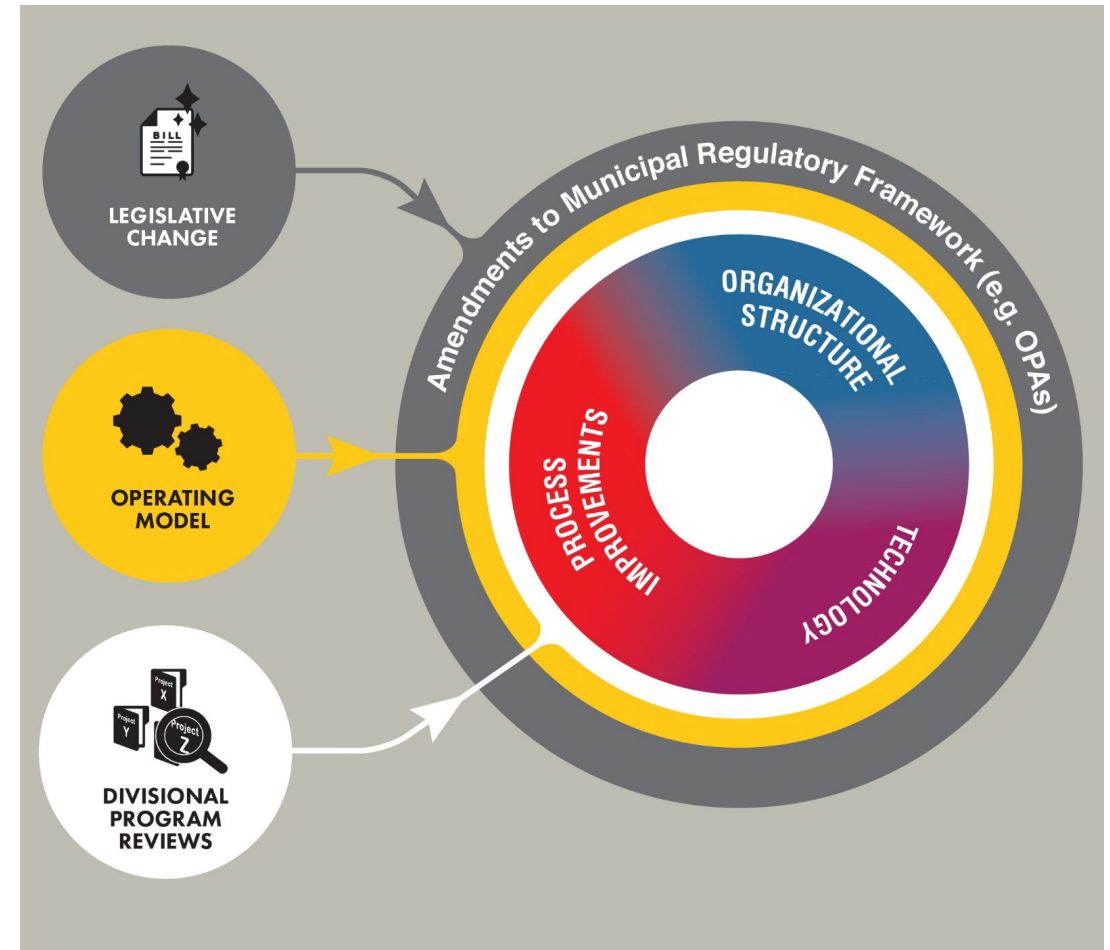 BILL
LEGISLATIVE
CHANGE
OPERATING
MODEL
Project
X
Project
Y
Project
Z
DIVISIONAL
PROGRAM
REVIEWS
Amendments to Municipal Regulatory Framework (e.g. OPAs)
ORGANIZATIONAL
STRUCTURE
PROCESS
IMPROVEMENTS
TECHNOLOGY